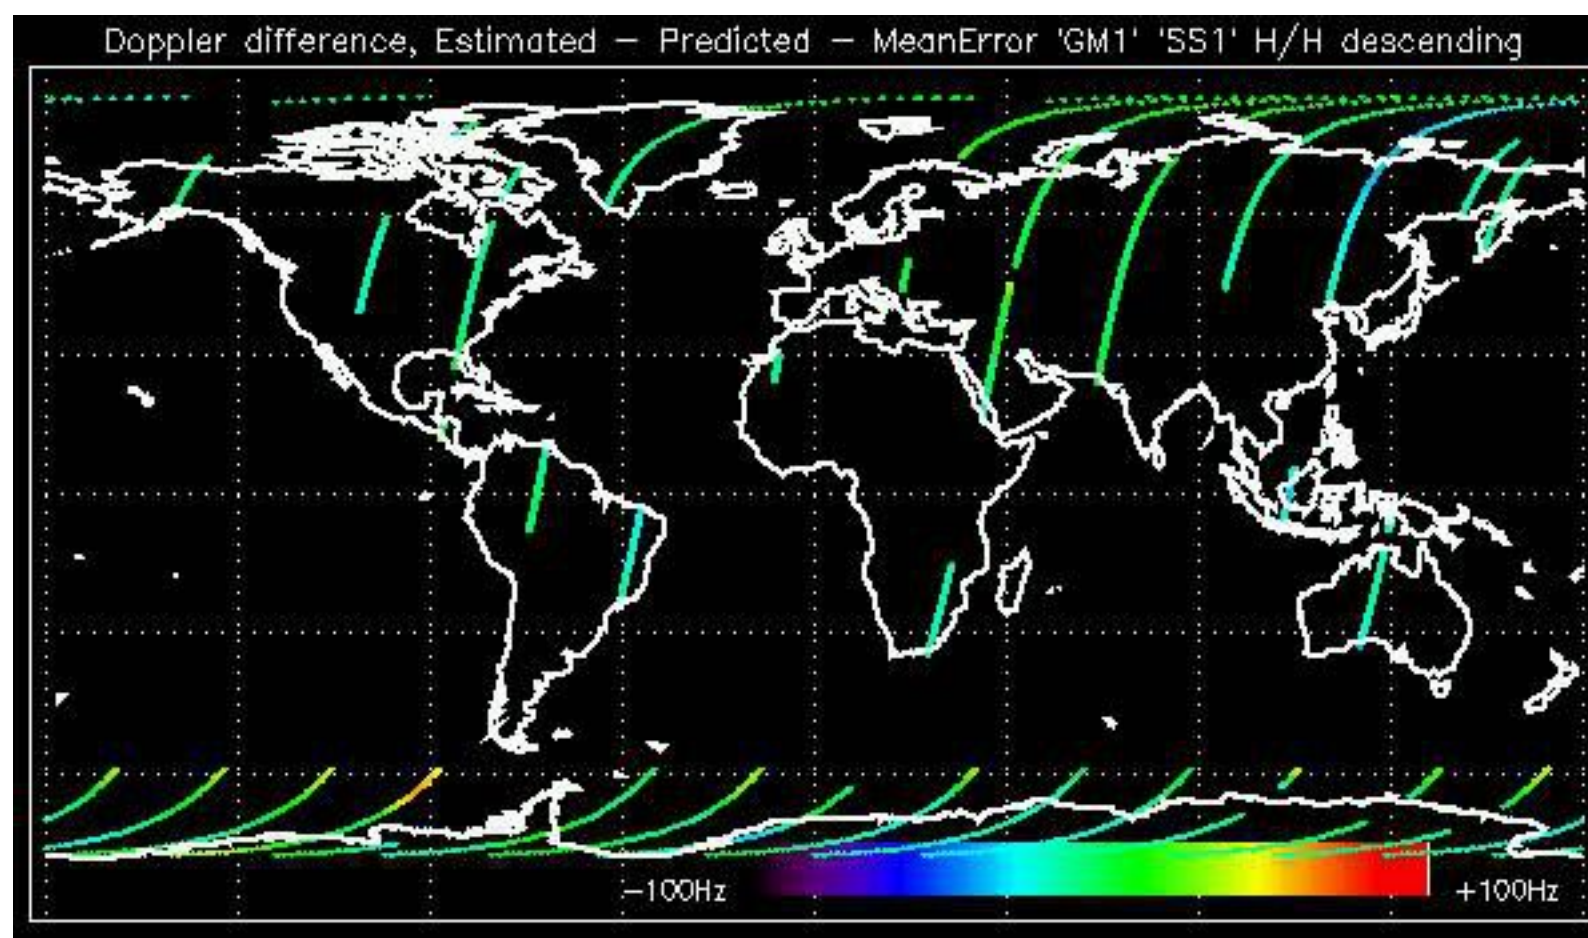 Doppler difference, Estimated – Predicted – MeanError 'GM1' 'SS1' H/H descending
–100Hz +100Hz